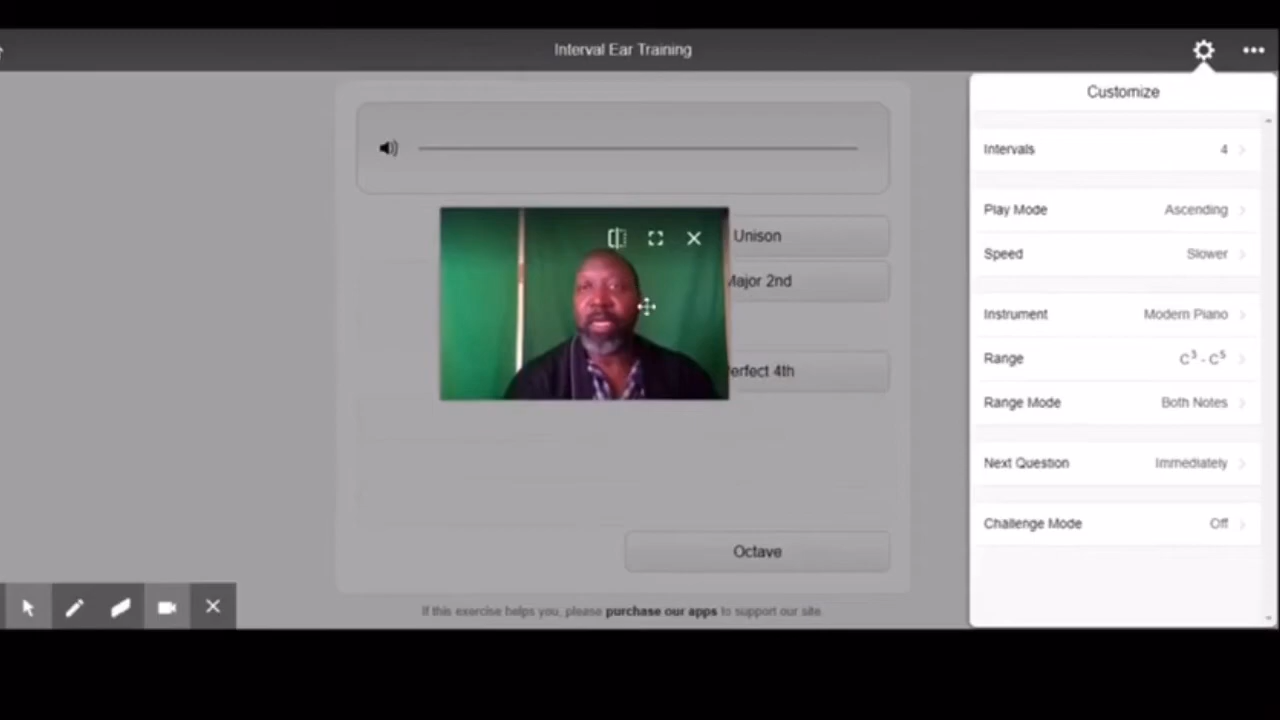 Interval Ear Training
Customize
Intervals 4
Play Mode Ascending
Speed Slower
Instrument Modern Piano
Range C3 - C5
Range Mode Both Notes
Next Question Immediately
Challenge Mode Off
Unison
Major 2nd
erfect 4th
Octave
If this exercise helps you, please purchase our apps to support our site.